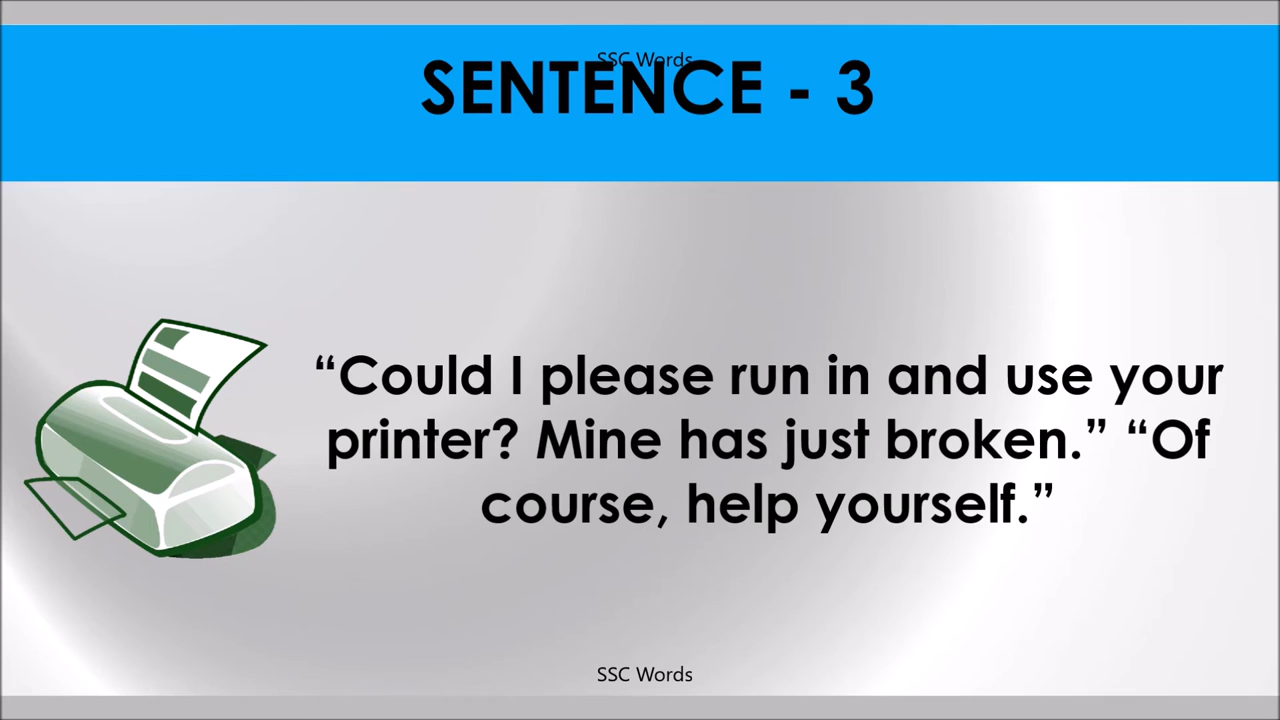 SSC Words
SENTENCE - 3
“Could I please run in and use your
printer? Mine has just broken.” “Of
course, help yourself.”
SSC Words